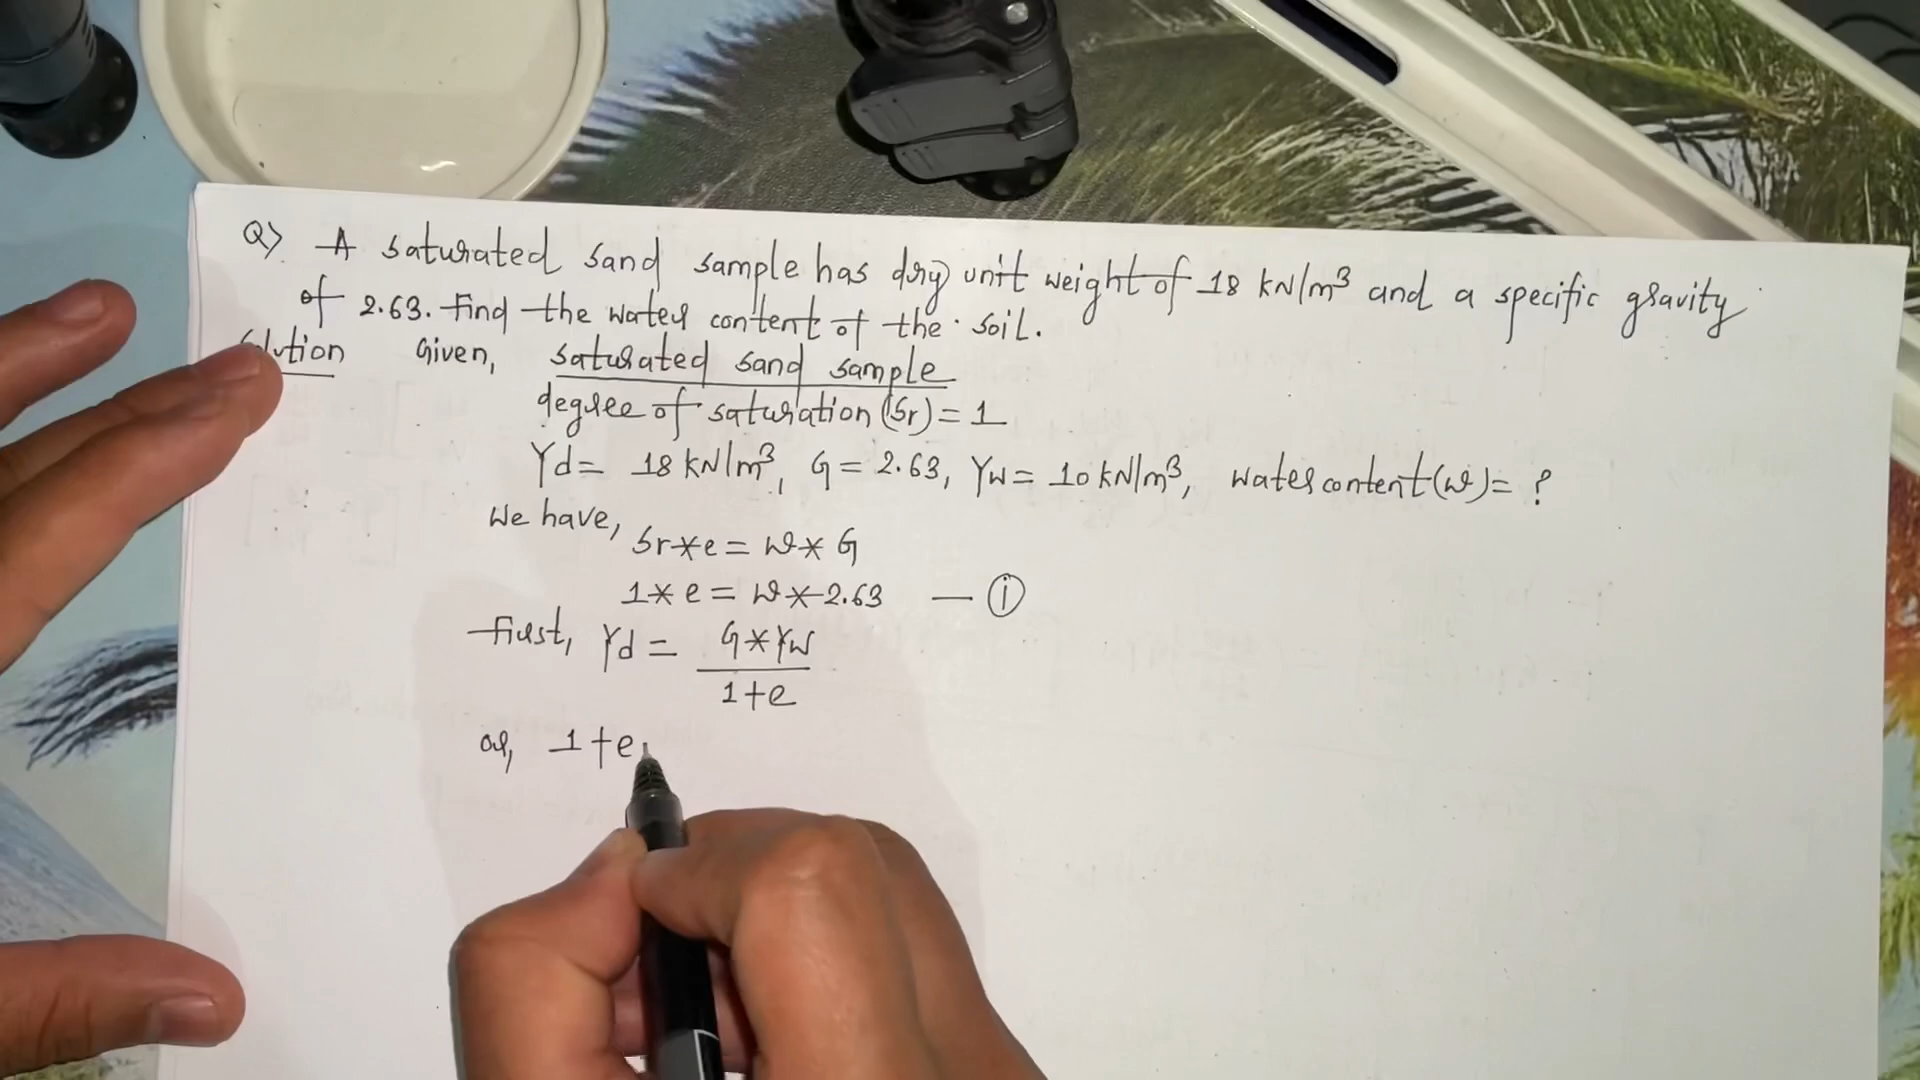 Q> A saturated sand sample has dry unit weight of 18 kN/m³ and a specific gravity
of 2.63. Find the water content of the soil.
Solution Given, saturated sand sample
degree of saturation (Sr) = 1
γd = 18 kN/m³, G = 2.63, γw = 10 kN/m³, water content (w) = ?
We have,
Sr*e = w*G
1*e = w*2.63 — ⓘ
First, γd = G*γw
1+e
or, 1+e